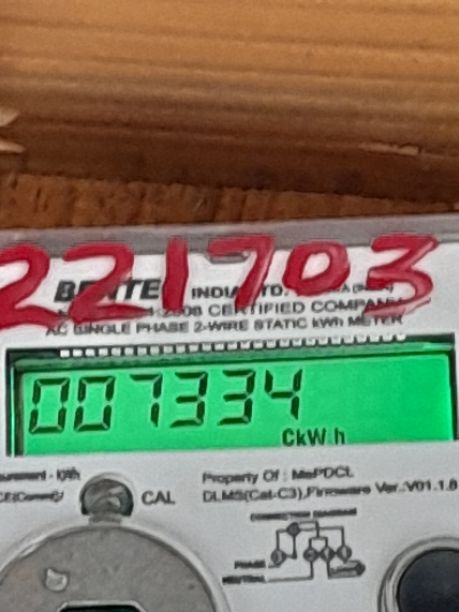 221703
INDIA LTD.
CERTIFIED COMPANY
AC SINGLE PHASE 2-WIRE STATIC kWh METER
007334
CkWh
Property Of : MePDCL
CAL
DLMS(Cat-C3),Firmware Ver.:V01.1.8
CONNECTION DIAGRAM
PHASE
NEUTRAL